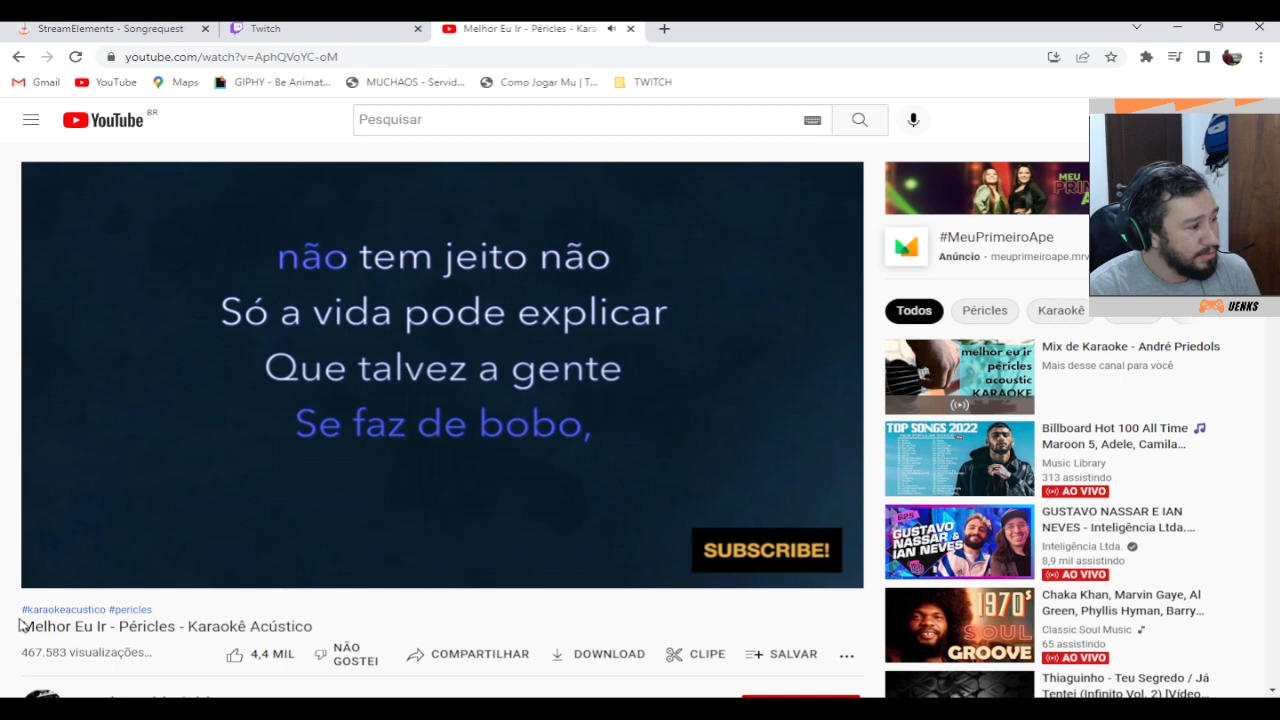 StreamElements - Songrequest
Twitch
Melhor Eu Ir - Péricles - Kara
youtube.com/watch?v=AphQVoYC-oM
Gmail
YouTube
Maps
GIPHY - Be Animat...
MUCHAOS - Servid...
Como Jogar Mu | T...
TWITCH
YouTube BR
Pesquisar
não tem jeito não
Só a vida pode explicar
Que talvez a gente
Se faz de bobo,
SUBSCRIBE!
#karaokeacustico #pericles
Melhor Eu Ir - Péricles - Karaokê Acústico
467.583 visualizações...
4,4 MIL
NÃO
GOSTEI
COMPARTILHAR
DOWNLOAD
CLIPE
SALVAR
MEU
#MeuPrimeiroApe
Anúncio · meuprimeiroape.mrv
UENKS
Todos
Péricles
Karaokê
melhor eu ir
péricles
acoustic
KARAOKE
Mix de Karaoke - André Priedols
Mais desse canal para você
TOP SONGS 2022
Billboard Hot 100 All Time
Maroon 5, Adele, Camila...
Music Library
313 assistindo
AO VIVO
625
GUSTAVO
NASSAR &
IAN NEVES
GUSTAVO NASSAR E IAN
NEVES - Inteligência Ltda....
Inteligência Ltda.
8,9 mil assistindo
AO VIVO
1970's
SOUL
GROOVE
Chaka Khan, Marvin Gaye, Al
Green, Phyllis Hyman, Barry...
Classic Soul Music
65 assistindo
AO VIVO
Thiaguinho - Teu Segredo / Já
Tentei (Infinito Vol. 2) [Vídeo...